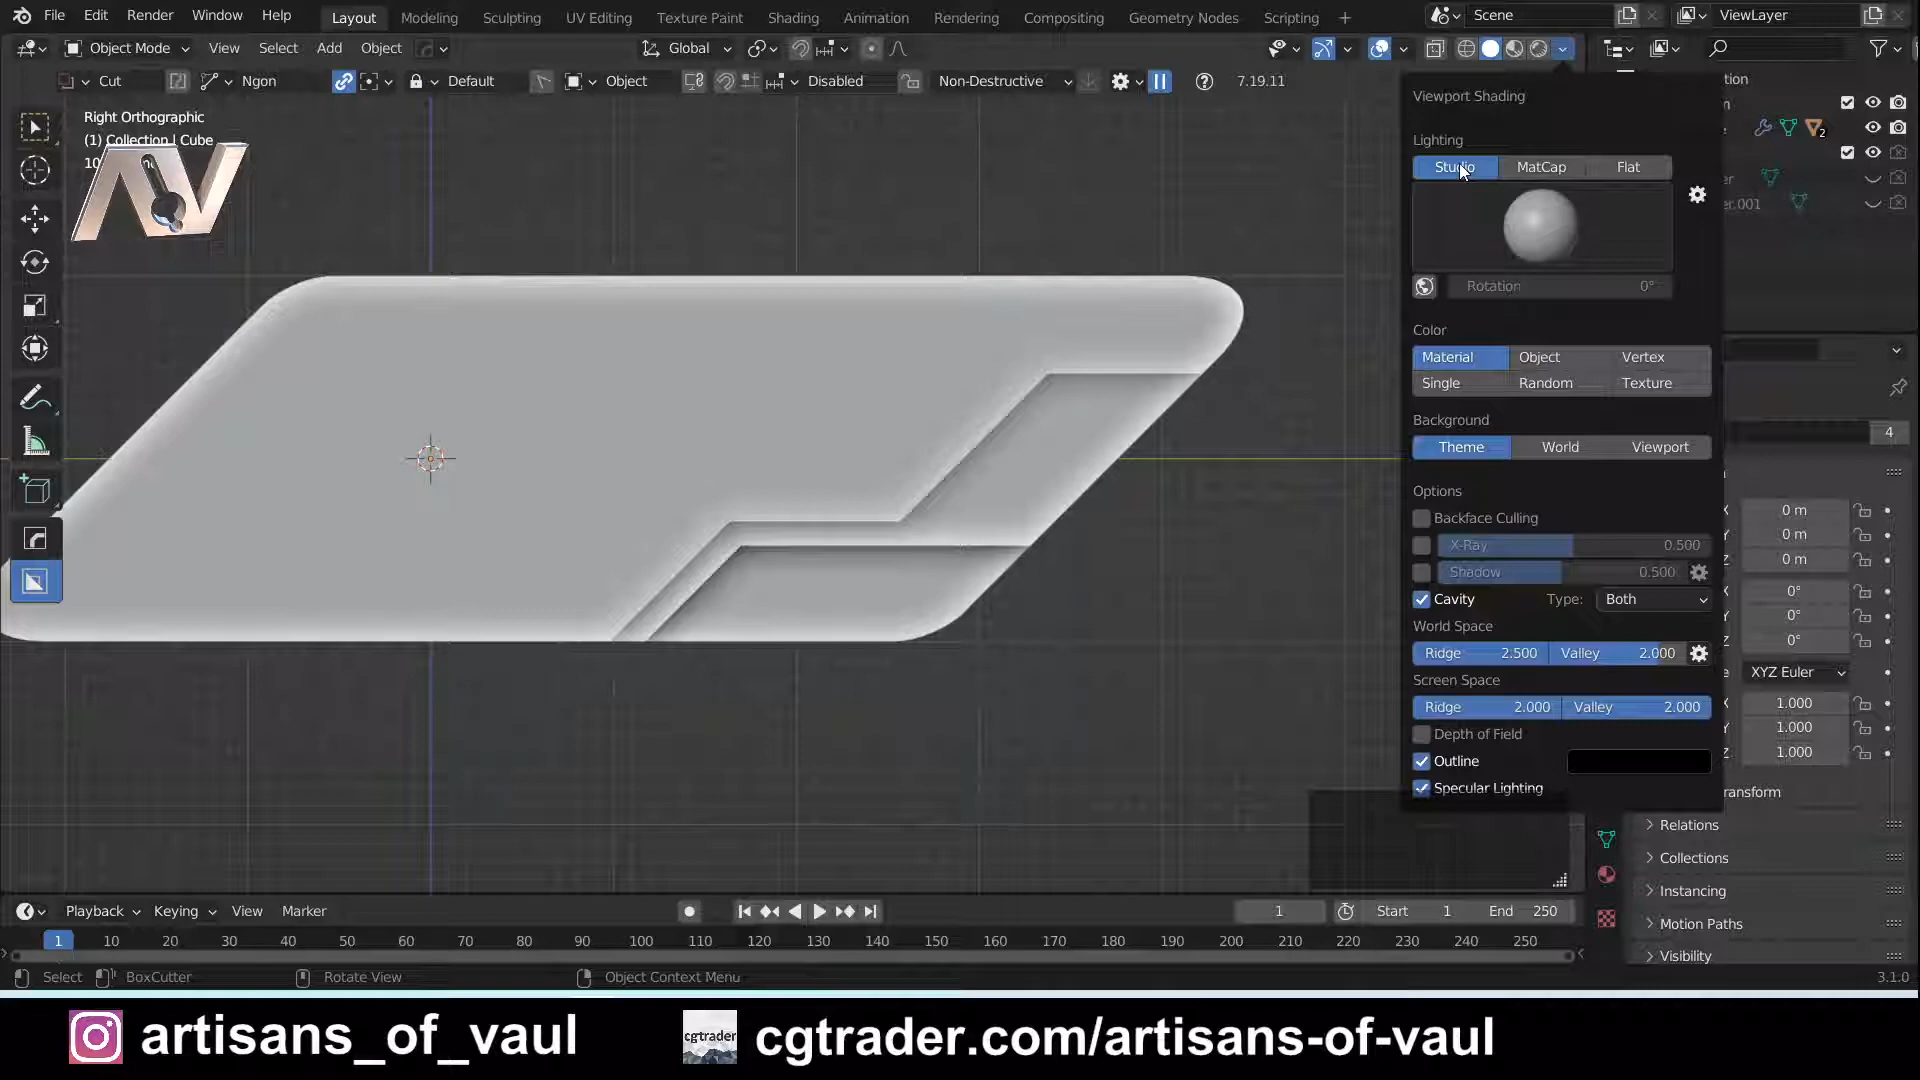 File Edit Render Window Help
Layout Modeling Sculpting UV Editing Texture Paint Shading Animation Rendering Compositing Geometry Nodes Scripting
Scene
ViewLayer
Object Mode View Select Add Object
Global
Cut
Ngon
Default
Object
Disabled
Non-Destructive
7.19.11
Right Orthographic
(1) Collection | Cube
10
AV
tion
2
.001
4
Viewport Shading
Lighting
Studio MatCap Flat
Rotation 0°
Color
Material Object Vertex
Single Random Texture
Background
Theme World Viewport
Options
Backface Culling
X-Ray 0.500
Shadow 0.500
Cavity Type: Both
World Space
Ridge 2.500 Valley 2.000
Screen Space
Ridge 2.000 Valley 2.000
Depth of Field
Outline
Specular Lighting
0 m
0 m
0 m
0°
0°
0°
XYZ Euler
1.000
1.000
1.000
ransform
Relations
Collections
Instancing
Motion Paths
Visibility
Playback Keying View Marker
1 Start 1 End 250
1 10 20 30 40 50 60 70 80 90 100 110 120 130 140 150 160 170 180 190 200 210 220 230 240 250
Select BoxCutter Rotate View Object Context Menu 3.1.0
artisans_of_vaul
cgtrader
cgtrader.com/artisans-of-vaul